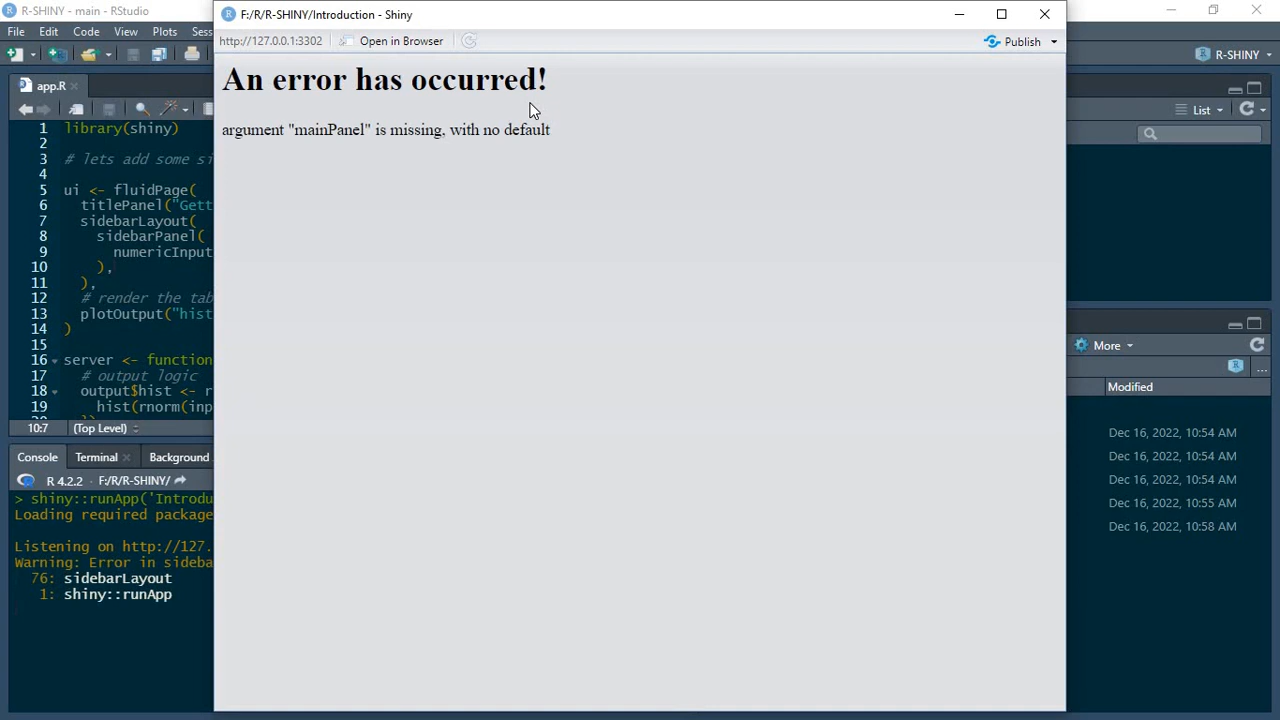 R-SHINY - main - RStudio
F:/R/R-SHINY/Introduction - Shiny
File Edit Code View Plots Sess
http://127.0.0.1:3302 Open in Browser Publish
R-SHINY
app.R
List
An error has occurred!
argument "mainPanel" is missing, with no default
1 library(shiny)
2
3 # lets add some si
4
5 ui <- fluidPage(
6 titlePanel("Gett
7 sidebarLayout(
8 sidebarPanel(
9 numericInput
10 ),
11 ),
12 # render the tab
13 plotOutput("hist
14 )
15
16 server <- function
17 # output logic
18 output$hist <- r
19 hist(rnorm(inp
10:7 (Top Level)
Console Terminal Background
R 4.2.2 · F:/R/R-SHINY/
> shiny::runApp('Introdu
Loading required package
Listening on http://127.
Warning: Error in sideba
76: sidebarLayout
1: shiny::runApp
More
...
Modified
Dec 16, 2022, 10:54 AM
Dec 16, 2022, 10:54 AM
Dec 16, 2022, 10:54 AM
Dec 16, 2022, 10:55 AM
Dec 16, 2022, 10:58 AM